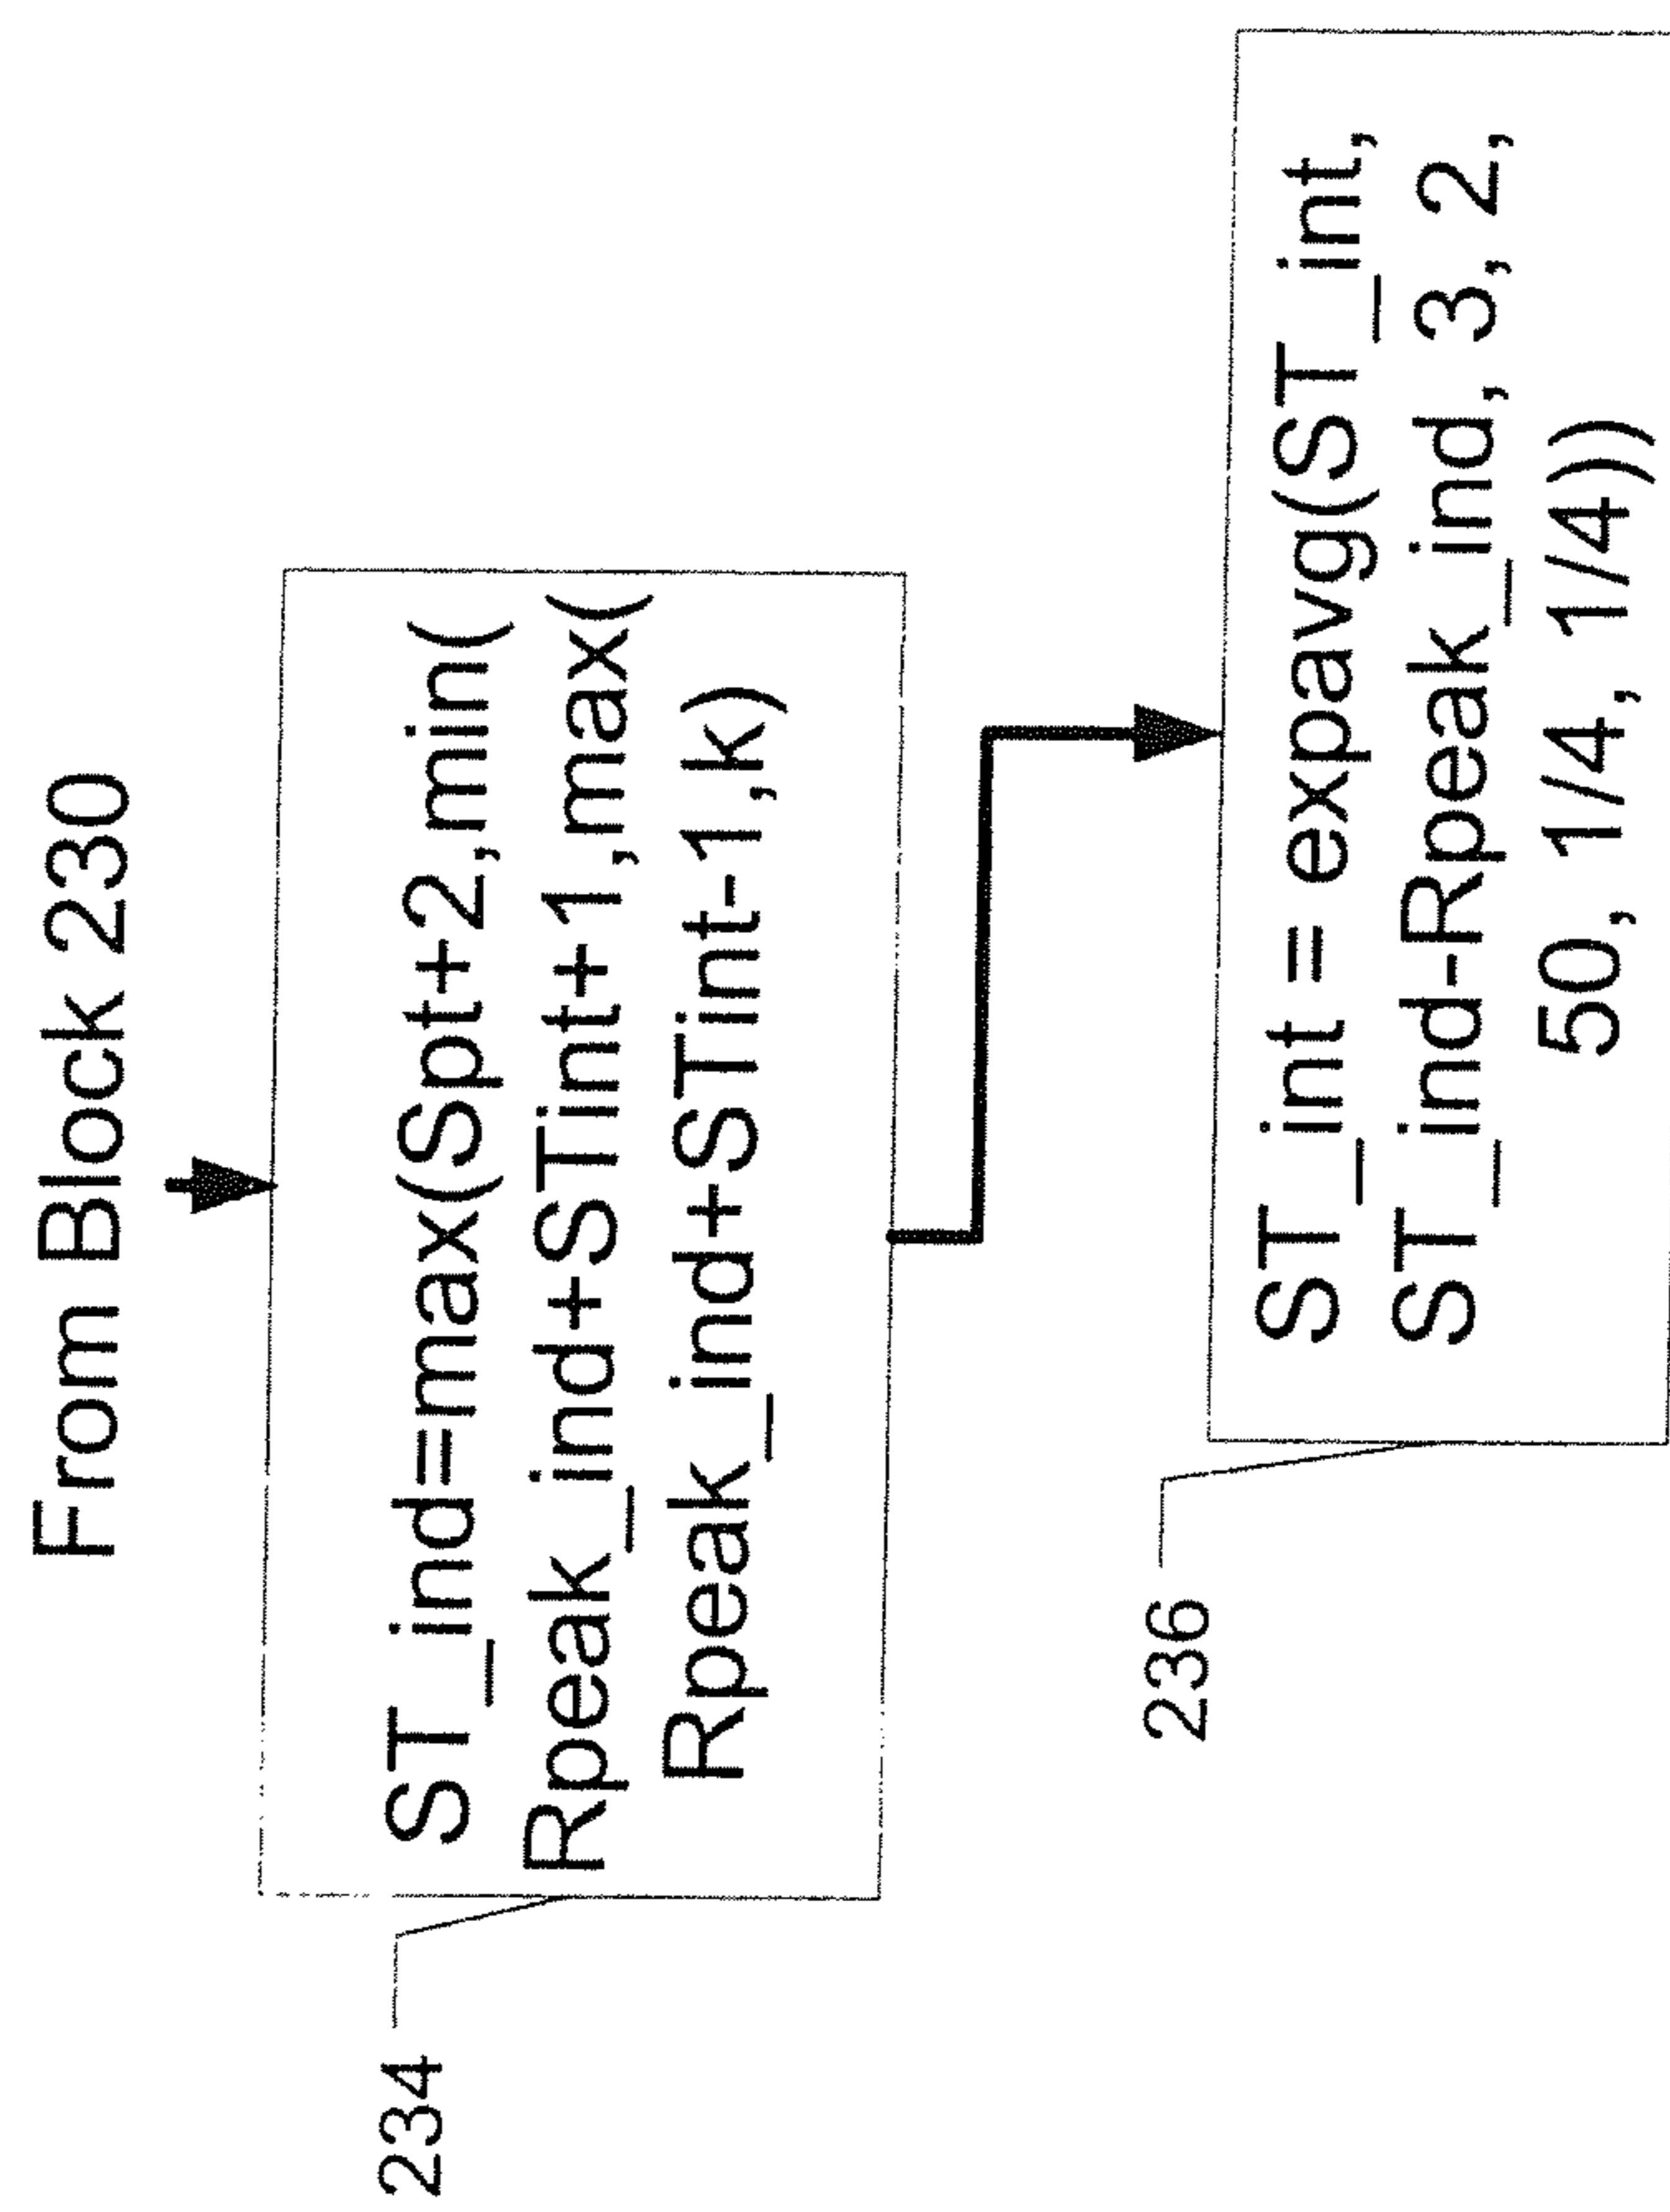 From Block 230
234
ST_ind=max(Spt+2,min(
Rpeak_ind+STint+1,max(
Rpeak_ind+STint-1,k)
236
ST_int = expavg(ST_int,
ST_ind-Rpeak_ind, 3, 2,
50, 1/4, 1/4))